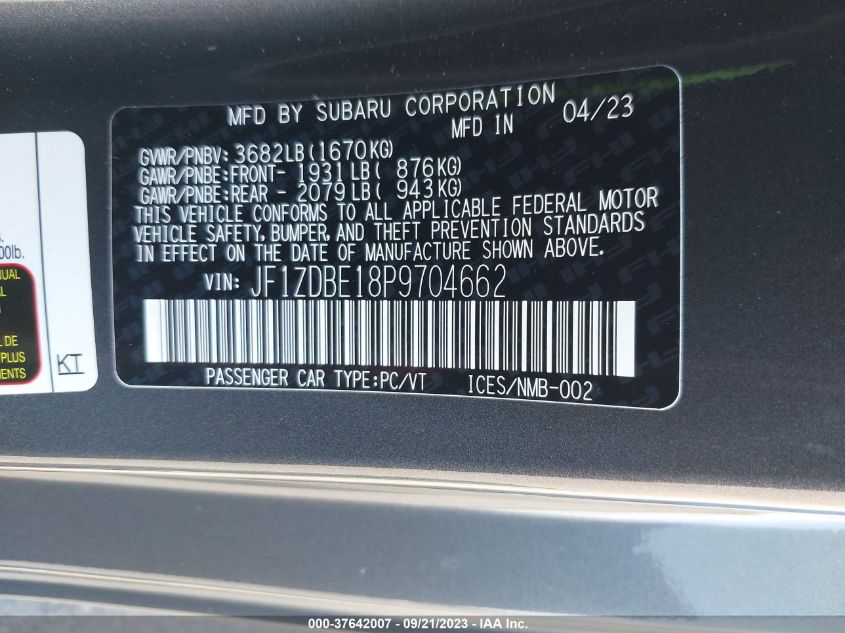 MFD BY SUBARU CORPORATION
MFD IN 04/23
GVWR/PNBV: 3682LB(1670KG)
GAWR/PNBE:FRONT- 1931LB( 876KG)
GAWR/PNBE:REAR - 2079LB( 943KG)
THIS VEHICLE CONFORMS TO ALL APPLICABLE FEDERAL MOTOR
VEHICLE SAFETY, BUMPER, AND THEFT PREVENTION STANDARDS
IN EFFECT ON THE DATE OF MANUFACTURE SHOWN ABOVE.
VIN: JF1ZDBE18P9704662
PASSENGER CAR TYPE:PC/VT ICES/NMB-002
00lb.
DE
PLUS
KT
000-37642007 - 09/21/2023 - IAA Inc.